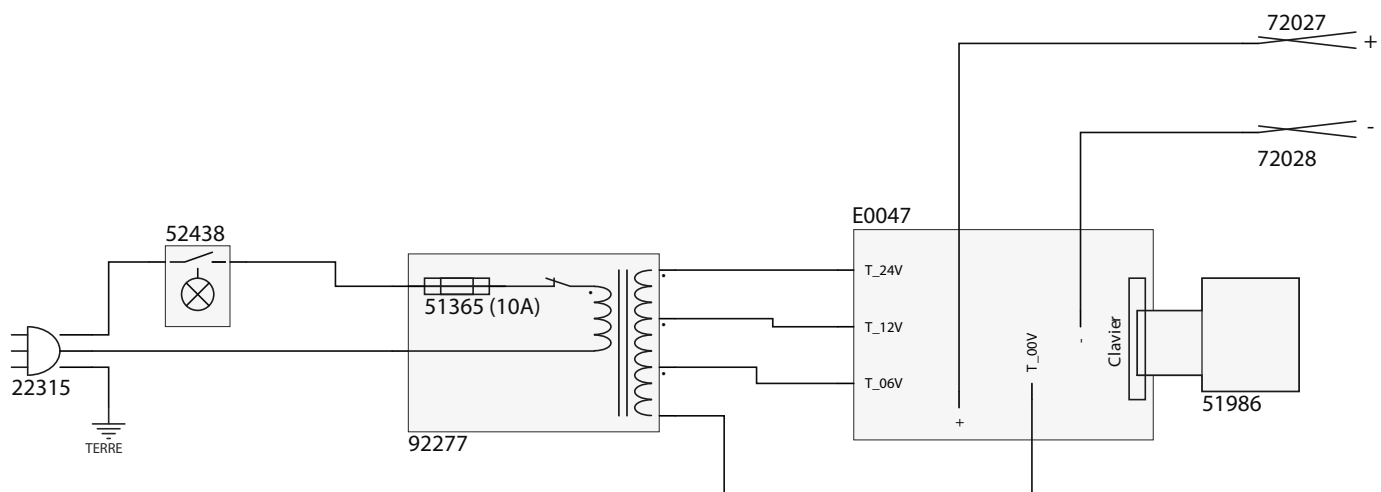 72027
+
-
72028
E0047
52438
T_24V
51365 (10A)
T_12V
T_00V
-
Clavier
22315
T_06V
51986
+
TERRE
92277